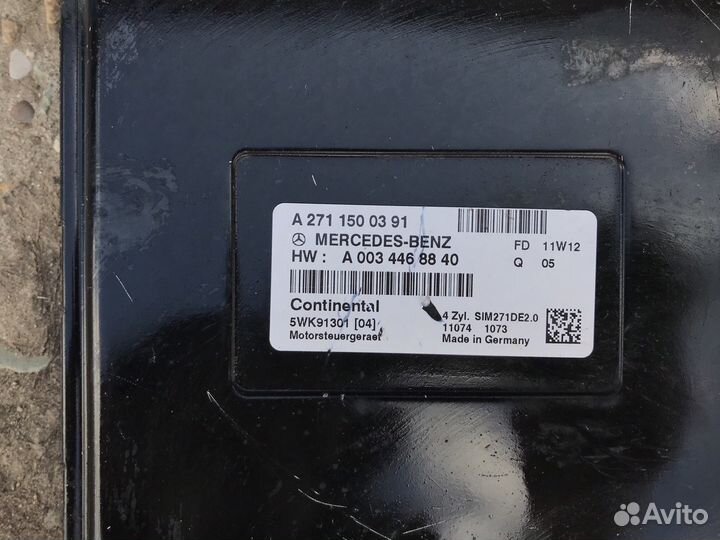 A 271 150 03 91
MERCEDES-BENZ
FD 11W12
HW : A 003 446 88 40
Q 05
Continental
5WK91301 [04]
Motorsteuergeraet
4 Zyl. SIM271DE2.0
11074 1073
Made in Germany
Avito